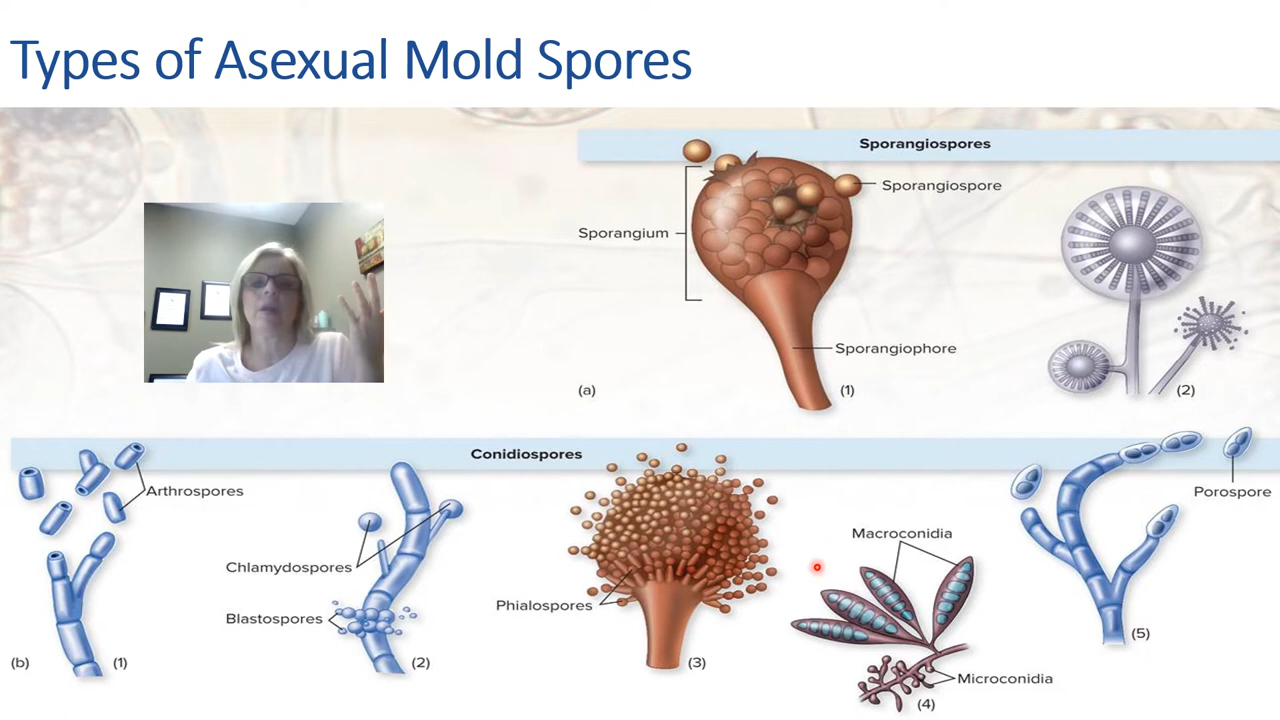 Types of Asexual Mold Spores
Sporangiospores
Sporangiospore
Sporangium
Sporangiophore
(a)
(1)
(2)
Conidiospores
Arthrospores
Porospore
Macroconidia
Chlamydospores
Phialospores
Blastospores
(5)
(b)
(1)
(2)
(3)
Microconidia
(4)